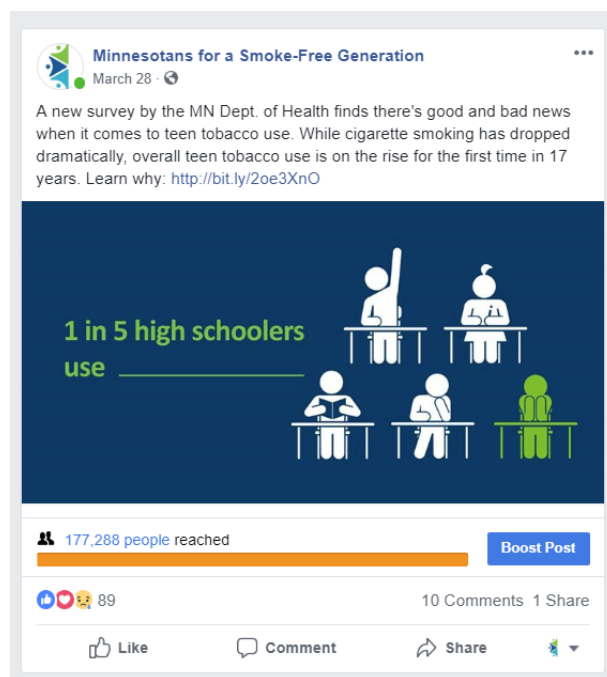 Minnesotans for a Smoke-Free Generation
March 28 ·
A new survey by the MN Dept. of Health finds there's good and bad news
when it comes to teen tobacco use. While cigarette smoking has dropped
dramatically, overall teen tobacco use is on the rise for the first time in 17
years. Learn why: http://bit.ly/2oe3XnO
1 in 5 high schoolers
use ____________
177,288 people reached
Boost Post
89
10 Comments 1 Share
Like
Comment
Share